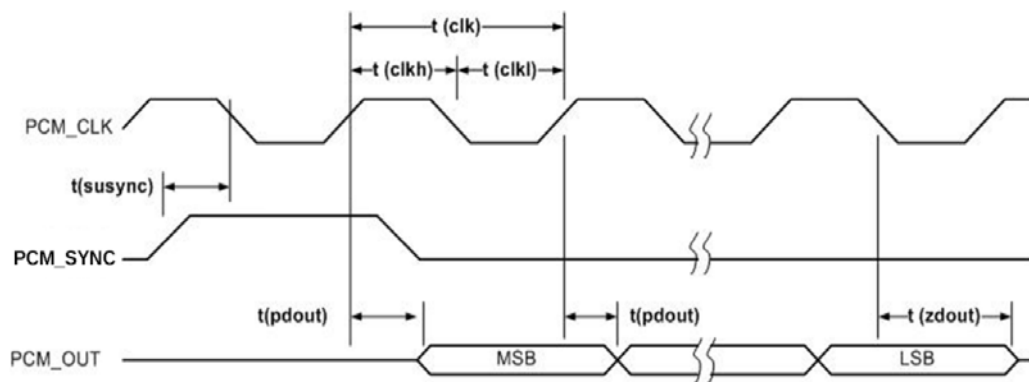 t (clk)
t (clkh)
t (clkl)
PCM_CLK
t(susync)
PCM_SYNC
t(pdout)
t(pdout)
t (zdout)
PCM_OUT
MSB
LSB